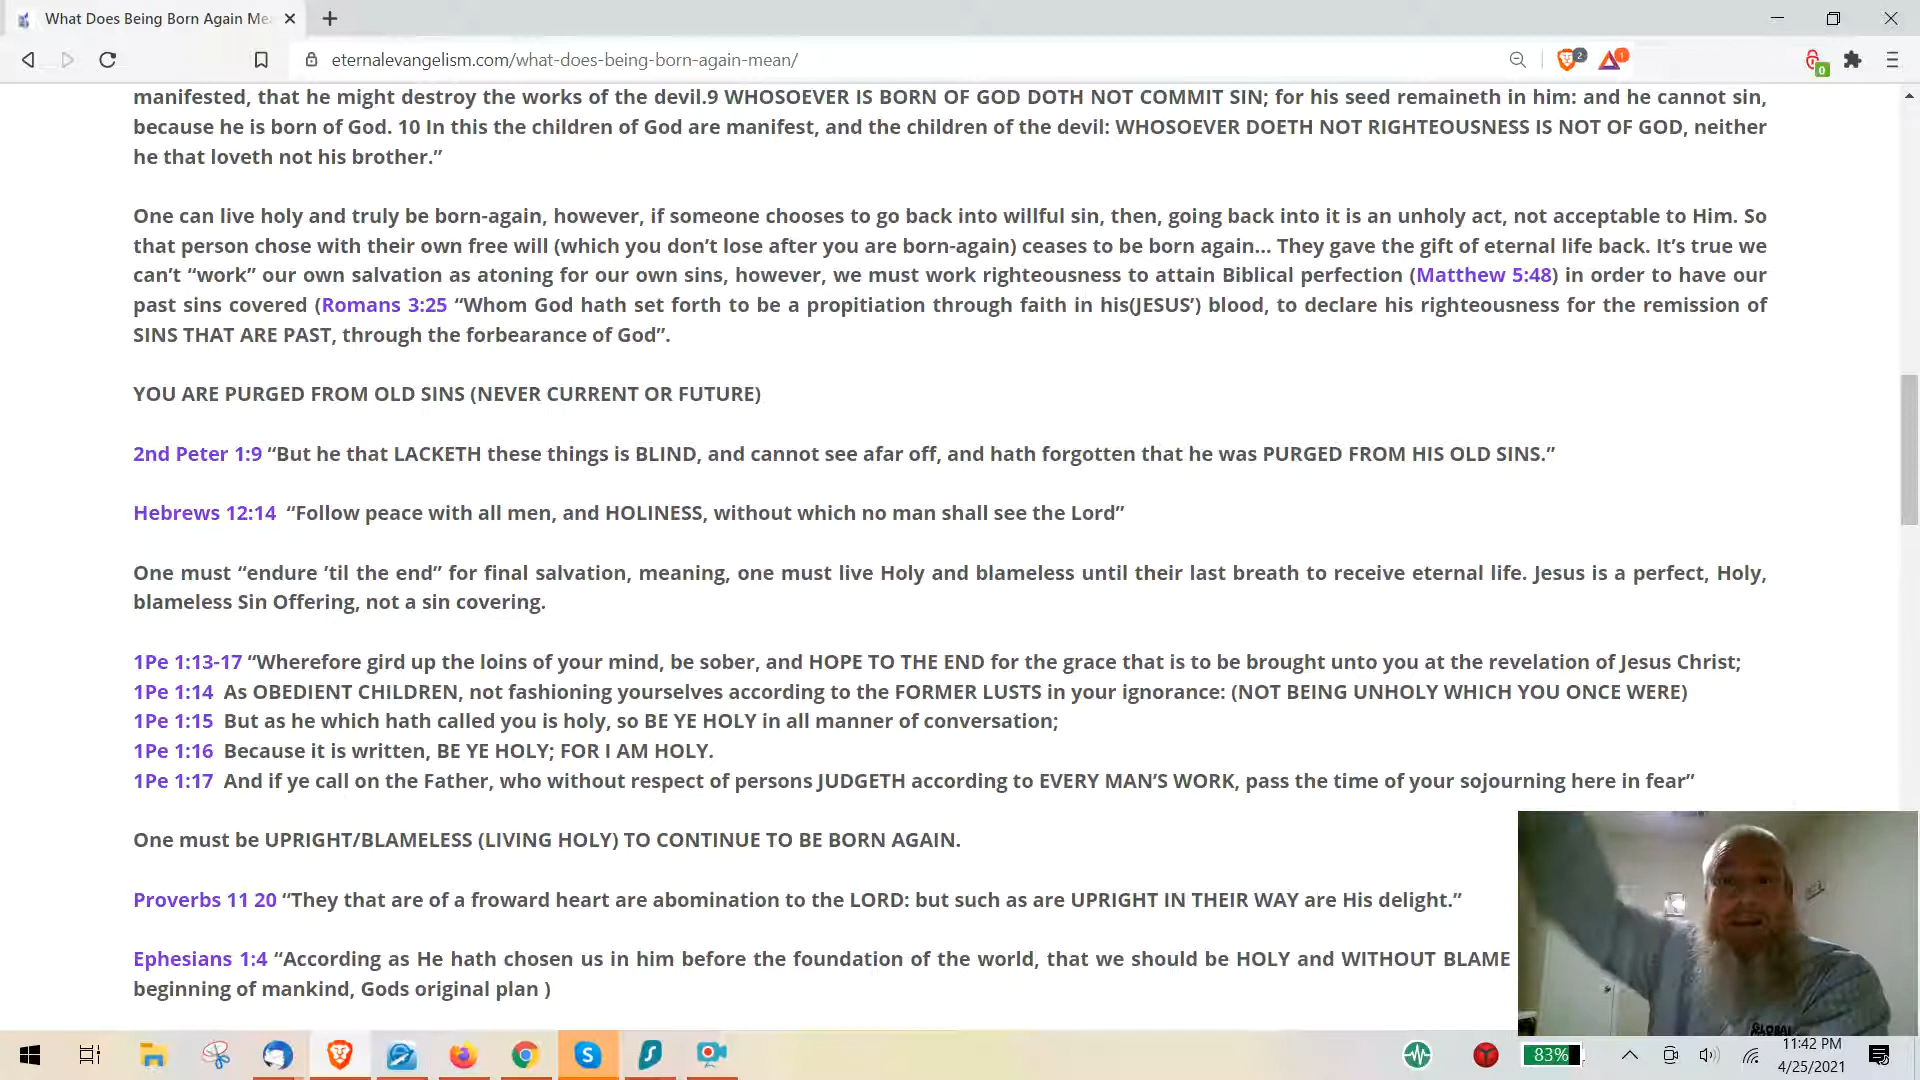 What Does Being Born Again Mea
eternalevangelism.com/what-does-being-born-again-mean/
2
1
0
manifested, that he might destroy the works of the devil.9 WHOSOEVER IS BORN OF GOD DOTH NOT COMMIT SIN; for his seed remaineth in him: and he cannot sin,
because he is born of God. 10 In this the children of God are manifest, and the children of the devil: WHOSOEVER DOETH NOT RIGHTEOUSNESS IS NOT OF GOD, neither
he that loveth not his brother.”
One can live holy and truly be born-again, however, if someone chooses to go back into willful sin, then, going back into it is an unholy act, not acceptable to Him. So
that person chose with their own free will (which you don’t lose after you are born-again) ceases to be born again… They gave the gift of eternal life back. It’s true we
can’t “work” our own salvation as atoning for our own sins, however, we must work righteousness to attain Biblical perfection (Matthew 5:48) in order to have our
past sins covered (Romans 3:25 “Whom God hath set forth to be a propitiation through faith in his(JESUS’) blood, to declare his righteousness for the remission of
SINS THAT ARE PAST, through the forbearance of God”.
YOU ARE PURGED FROM OLD SINS (NEVER CURRENT OR FUTURE)
2nd Peter 1:9 “But he that LACKETH these things is BLIND, and cannot see afar off, and hath forgotten that he was PURGED FROM HIS OLD SINS.”
Hebrews 12:14 “Follow peace with all men, and HOLINESS, without which no man shall see the Lord”
One must “endure ’til the end” for final salvation, meaning, one must live Holy and blameless until their last breath to receive eternal life. Jesus is a perfect, Holy,
blameless Sin Offering, not a sin covering.
1Pe 1:13-17 “Wherefore gird up the loins of your mind, be sober, and HOPE TO THE END for the grace that is to be brought unto you at the revelation of Jesus Christ;
1Pe 1:14 As OBEDIENT CHILDREN, not fashioning yourselves according to the FORMER LUSTS in your ignorance: (NOT BEING UNHOLY WHICH YOU ONCE WERE)
1Pe 1:15 But as he which hath called you is holy, so BE YE HOLY in all manner of conversation;
1Pe 1:16 Because it is written, BE YE HOLY; FOR I AM HOLY.
1Pe 1:17 And if ye call on the Father, who without respect of persons JUDGETH according to EVERY MAN’S WORK, pass the time of your sojourning here in fear”
One must be UPRIGHT/BLAMELESS (LIVING HOLY) TO CONTINUE TO BE BORN AGAIN.
Proverbs 11 20 “They that are of a froward heart are abomination to the LORD: but such as are UPRIGHT IN THEIR WAY are His delight.”
Ephesians 1:4 “According as He hath chosen us in him before the foundation of the world, that we should be HOLY and WITHOUT BLAME
beginning of mankind, Gods original plan )
GLOBAL
83%
11:42 PM
4/25/2021